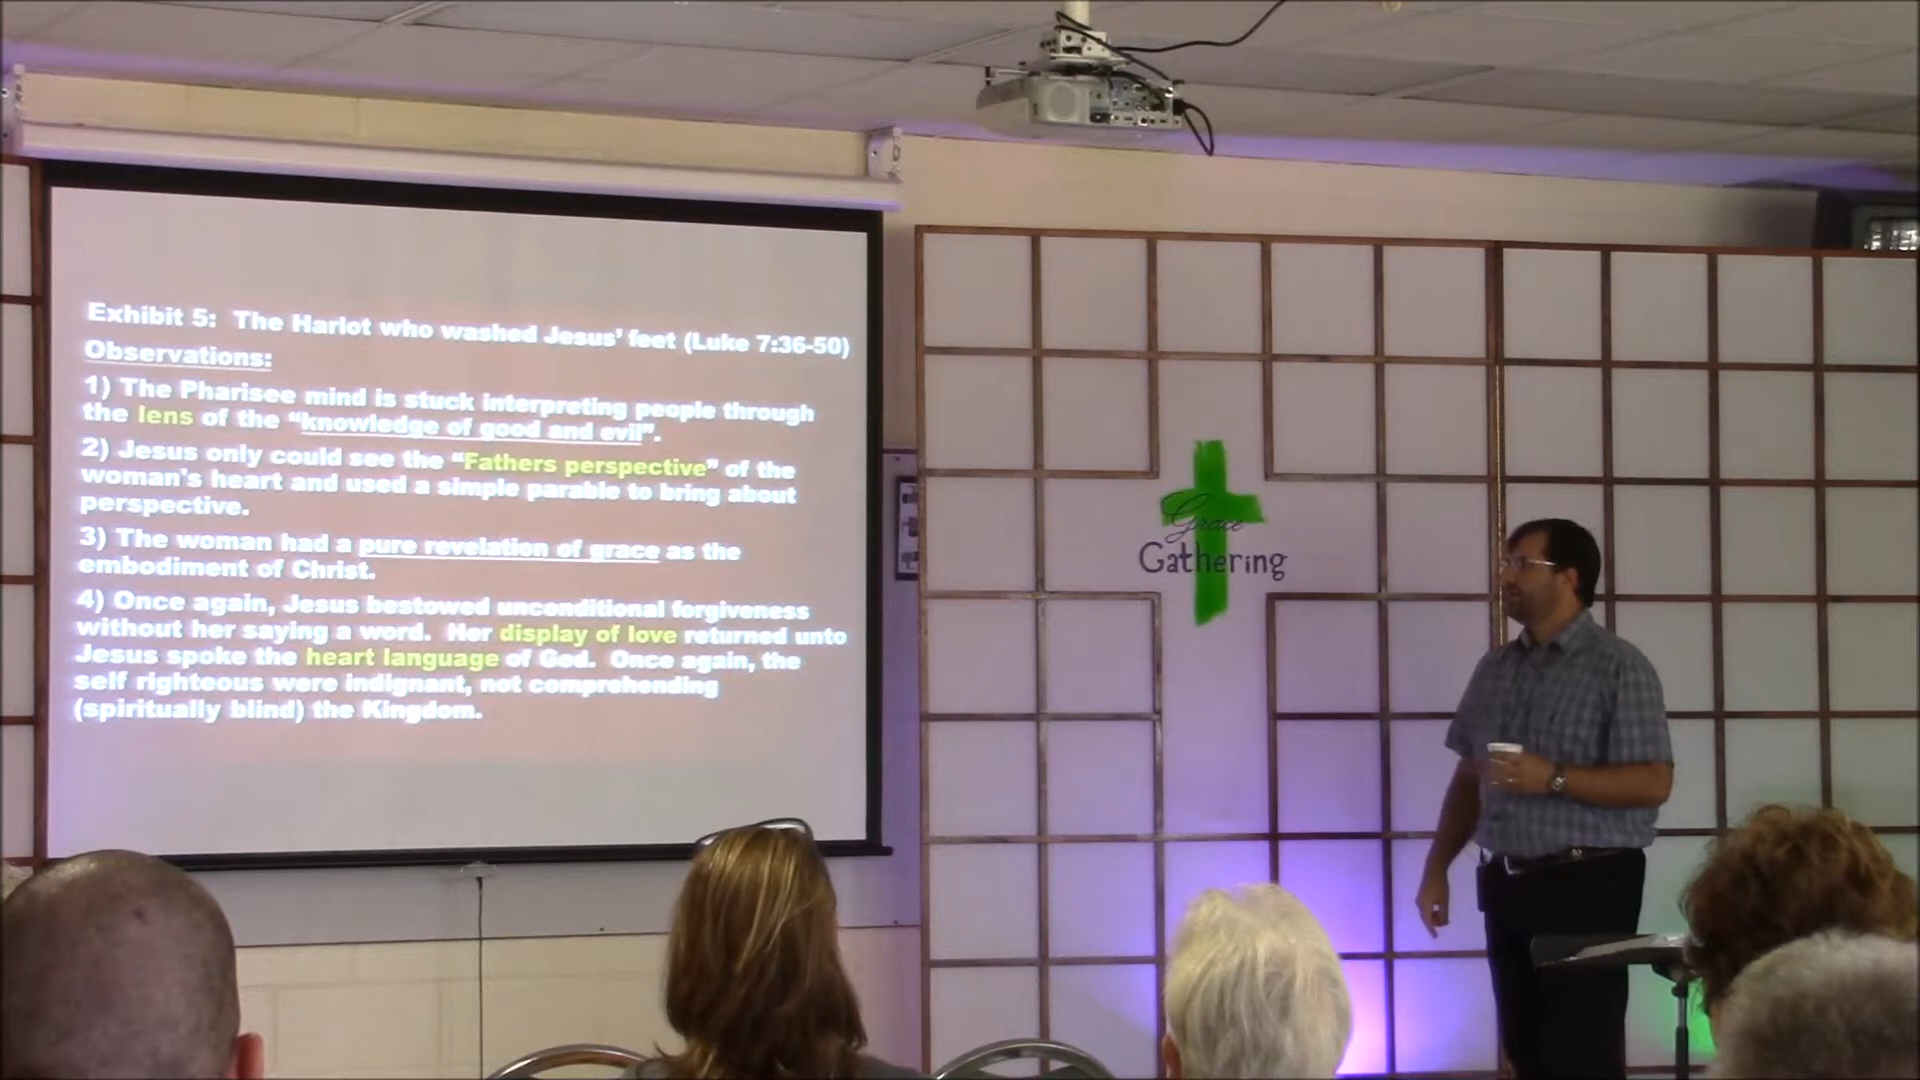 Exhibit 5:  The Harlot who washed Jesus’ feet (Luke 7:36-50)
Observations:
1) The Pharisee mind is stuck interpreting people through
the lens of the “knowledge of good and evil”.
2) Jesus only could see the “Fathers perspective” of the
woman's heart and used a simple parable to bring about
perspective.
3) The woman had a pure revelation of grace as the
embodiment of Christ.
4) Once again, Jesus bestowed unconditional forgiveness
without her saying a word.  Her display of love returned unto
Jesus spoke the heart language of God.  Once again, the
self righteous were indignant, not comprehending
(spiritually blind) the Kingdom.
Grace
Gathering